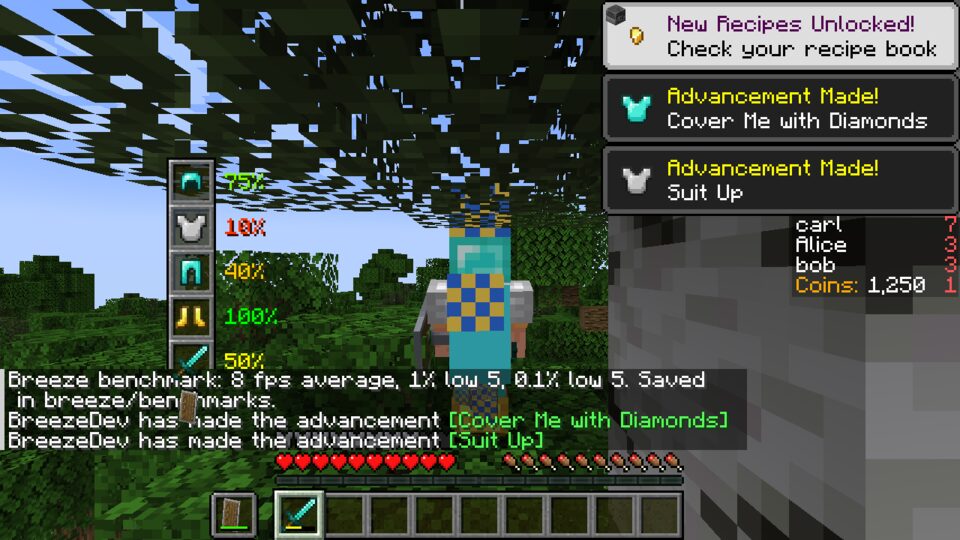 New Recipes Unlocked!
Check your recipe book
Advancement Made!
Cover Me with Diamonds
Advancement Made!
Suit Up
carl 7
Alice 3
bob 3
Coins: 1,250 1
75%
10%
40%
100%
50%
Breeze benchmark: 8 fps average, 1% low 5, 0.1% low 5. Saved
in breeze/benchmarks.
BreezeDev has made the advancement [Cover Me with Diamonds]
BreezeDev has made the advancement [Suit Up]